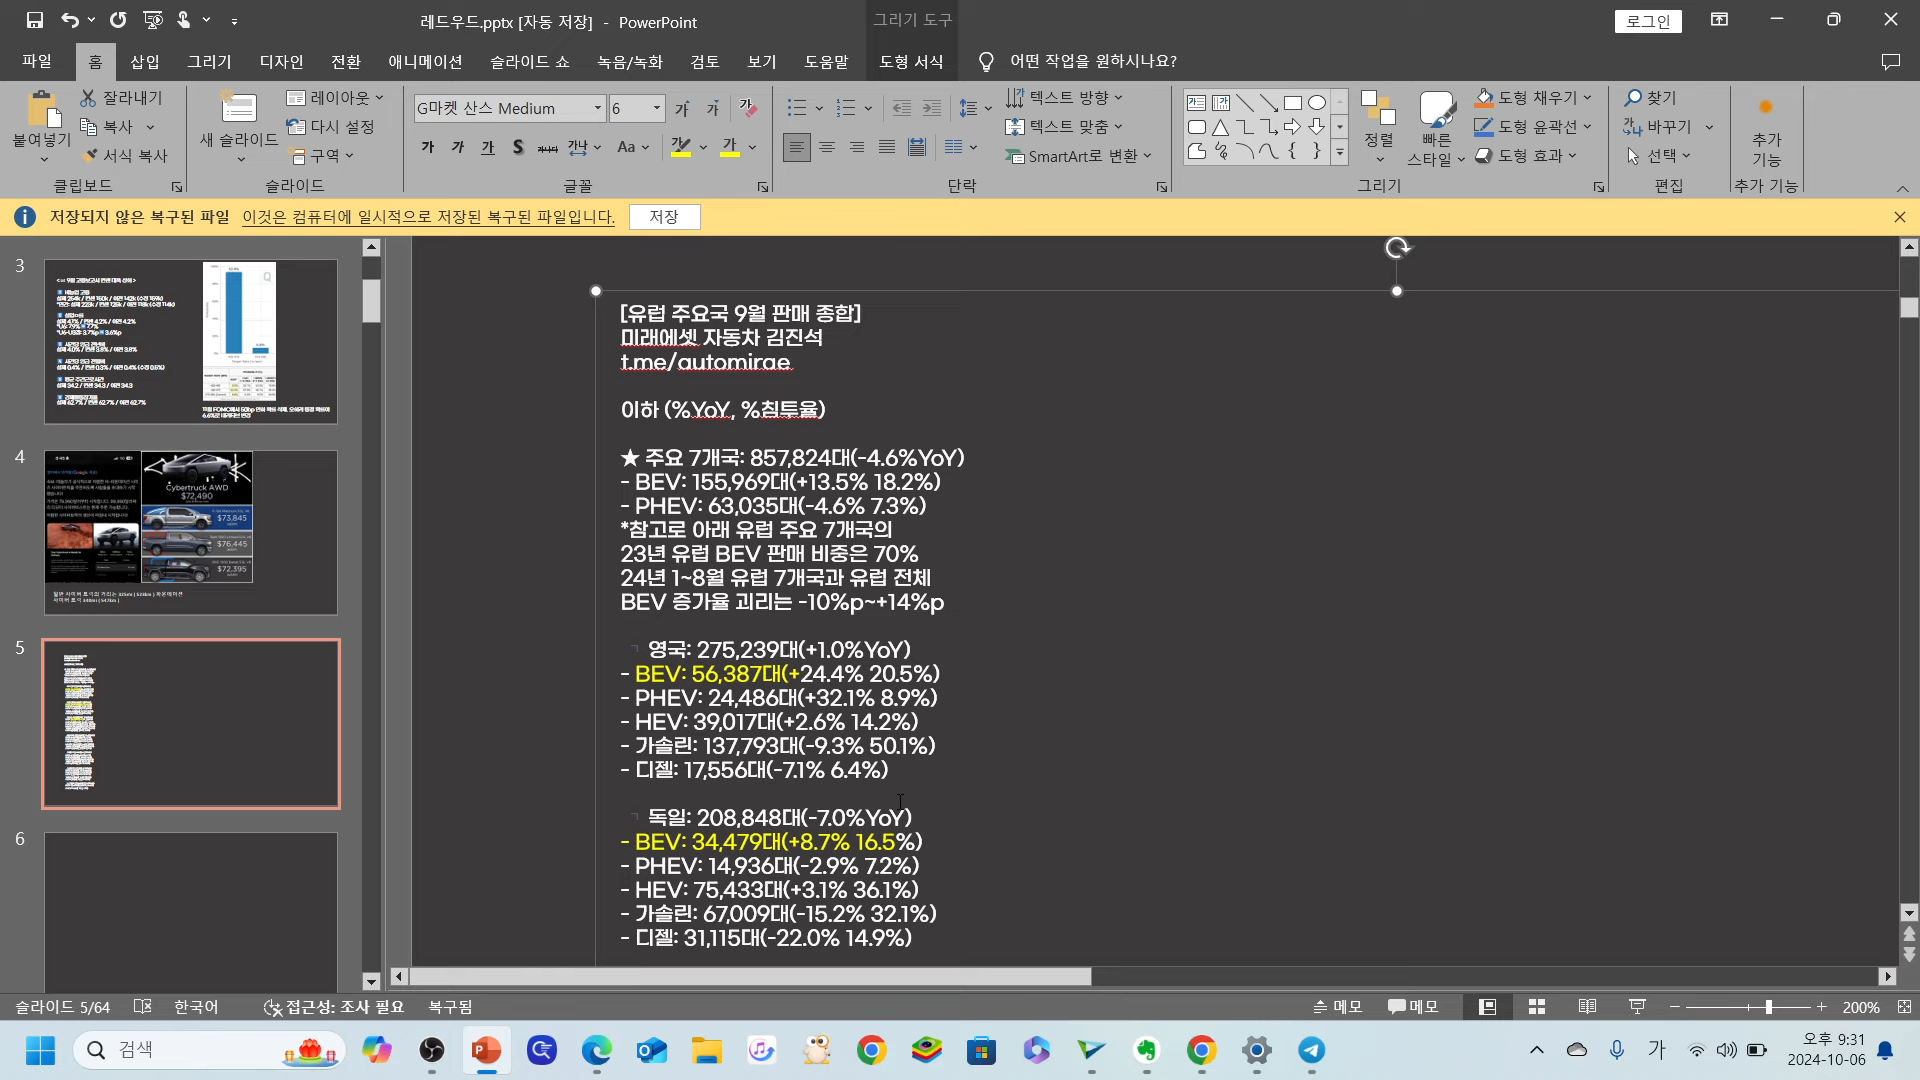 레드우드.pptx [자동 저장] - PowerPoint
그리기 도구
로그인
파일 홈 삽입 그리기 디자인 전환 애니메이션 슬라이드 쇼 녹음/녹화 검토 보기 도움말 도형 서식 어떤 작업을 원하시나요?
붙여넣기
잘라내기
복사
서식 복사
클립보드
새 슬라이드
레이아웃
다시 설정
구역
슬라이드
G마켓 산스 Medium 6
가 가 가 S 간나 Aa 가
글꼴
텍스트 방향
텍스트 맞춤
SmartArt로 변환
단락
정렬
빠른 스타일
도형 채우기
도형 윤곽선
도형 효과
그리기
찾기
바꾸기
선택
편집
추가 기능
추가 기능
저장되지 않은 복구된 파일 이것은 컴퓨터에 일시적으로 저장된 복구된 파일입니다. 저장
3
4
Cybertruck AWD
$72,490
$73,845
$76,445
$72,395
5
6
[유럽 주요국 9월 판매 종합]
미래에셋 자동차 김진석
t.me/automirae
이하 (%YoY, %침투율)
★ 주요 7개국: 857,824대(-4.6%YoY)
- BEV: 155,969대(+13.5% 18.2%)
- PHEV: 63,035대(-4.6% 7.3%)
*참고로 아래 유럽 주요 7개국의
23년 유럽 BEV 판매 비중은 70%
24년 1~8월 유럽 7개국과 유럽 전체
BEV 증가율 괴리는 -10%p~+14%p
영국: 275,239대(+1.0%YoY)
- BEV: 56,387대(+24.4% 20.5%)
- PHEV: 24,486대(+32.1% 8.9%)
- HEV: 39,017대(+2.6% 14.2%)
- 가솔린: 137,793대(-9.3% 50.1%)
- 디젤: 17,556대(-7.1% 6.4%)
독일: 208,848대(-7.0%YoY)
- BEV: 34,479대(+8.7% 16.5%)
- PHEV: 14,936대(-2.9% 7.2%)
- HEV: 75,433대(+3.1% 36.1%)
- 가솔린: 67,009대(-15.2% 32.1%)
- 디젤: 31,115대(-22.0% 14.9%)
슬라이드 5/64 한국어 접근성: 조사 필요 복구됨 메모 메모 200%
검색
가
오후 9:31
2024-10-06